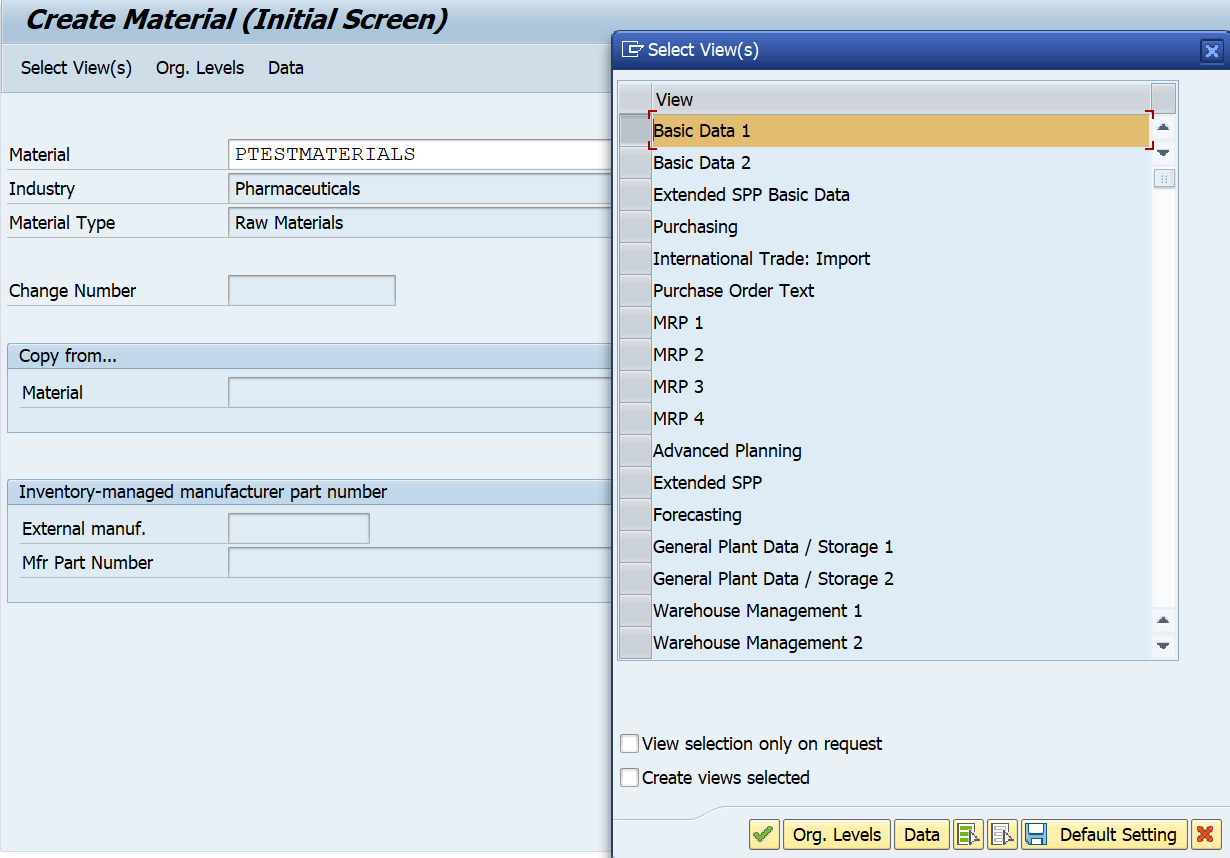 Create Material (Initial Screen)
Select View(s) Org. Levels Data
Material PTESTMATERIALS
Industry Pharmaceuticals
Material Type Raw Materials
Change Number
Copy from...
Material
Inventory-managed manufacturer part number
External manuf.
Mfr Part Number
Select View(s)
View
Basic Data 1
Basic Data 2
Extended SPP Basic Data
Purchasing
International Trade: Import
Purchase Order Text
MRP 1
MRP 2
MRP 3
MRP 4
Advanced Planning
Extended SPP
Forecasting
General Plant Data / Storage 1
General Plant Data / Storage 2
Warehouse Management 1
Warehouse Management 2
View selection only on request
Create views selected
Org. Levels Data Default Setting